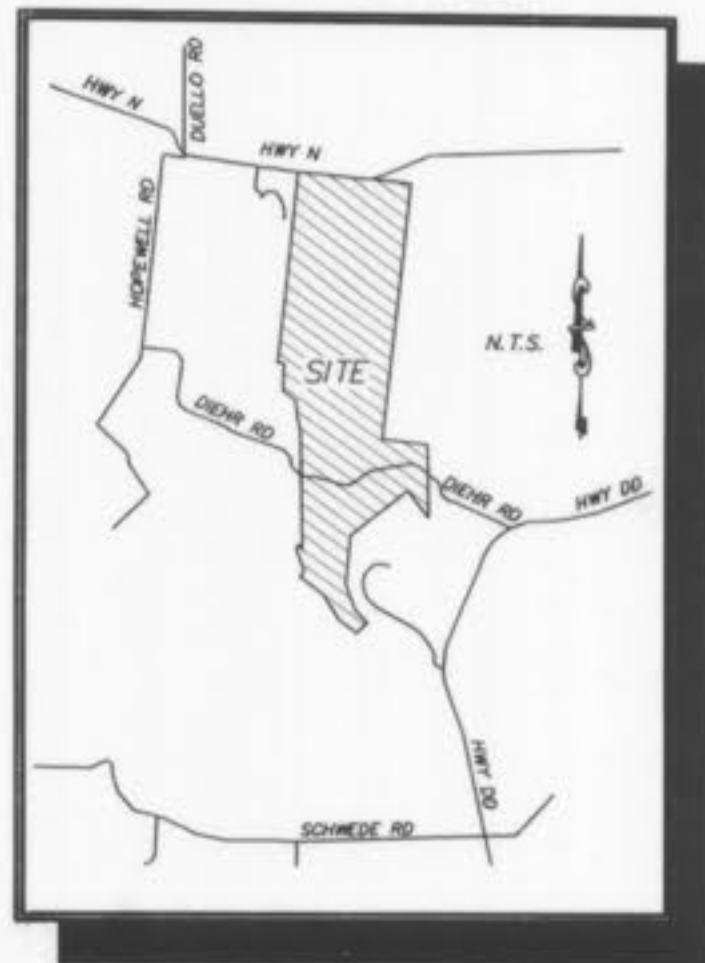 DUELLO RD
HWY N
HWY N
HOPEWELL RD
N.T.S.
SITE
DIEHR RD
DIEHR RD
HWY DD
HWY DD
SCHWEDE RD